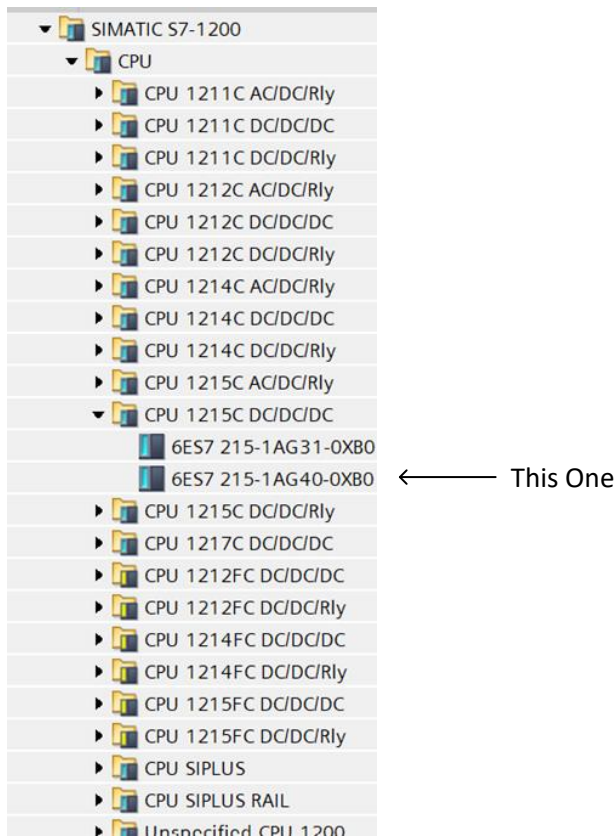 SIMATIC S7-1200
CPU
CPU 1211C AC/DC/Rly
CPU 1211C DC/DC/DC
CPU 1211C DC/DC/Rly
CPU 1212C AC/DC/Rly
CPU 1212C DC/DC/DC
CPU 1212C DC/DC/Rly
CPU 1214C AC/DC/Rly
CPU 1214C DC/DC/DC
CPU 1214C DC/DC/Rly
CPU 1215C AC/DC/Rly
CPU 1215C DC/DC/DC
6ES7 215-1AG31-0XB0
6ES7 215-1AG40-0XB0 This One
CPU 1215C DC/DC/Rly
CPU 1217C DC/DC/DC
CPU 1212FC DC/DC/DC
CPU 1212FC DC/DC/Rly
CPU 1214FC DC/DC/DC
CPU 1214FC DC/DC/Rly
CPU 1215FC DC/DC/DC
CPU 1215FC DC/DC/Rly
CPU SIPLUS
CPU SIPLUS RAIL
Unspecified CPU 1200